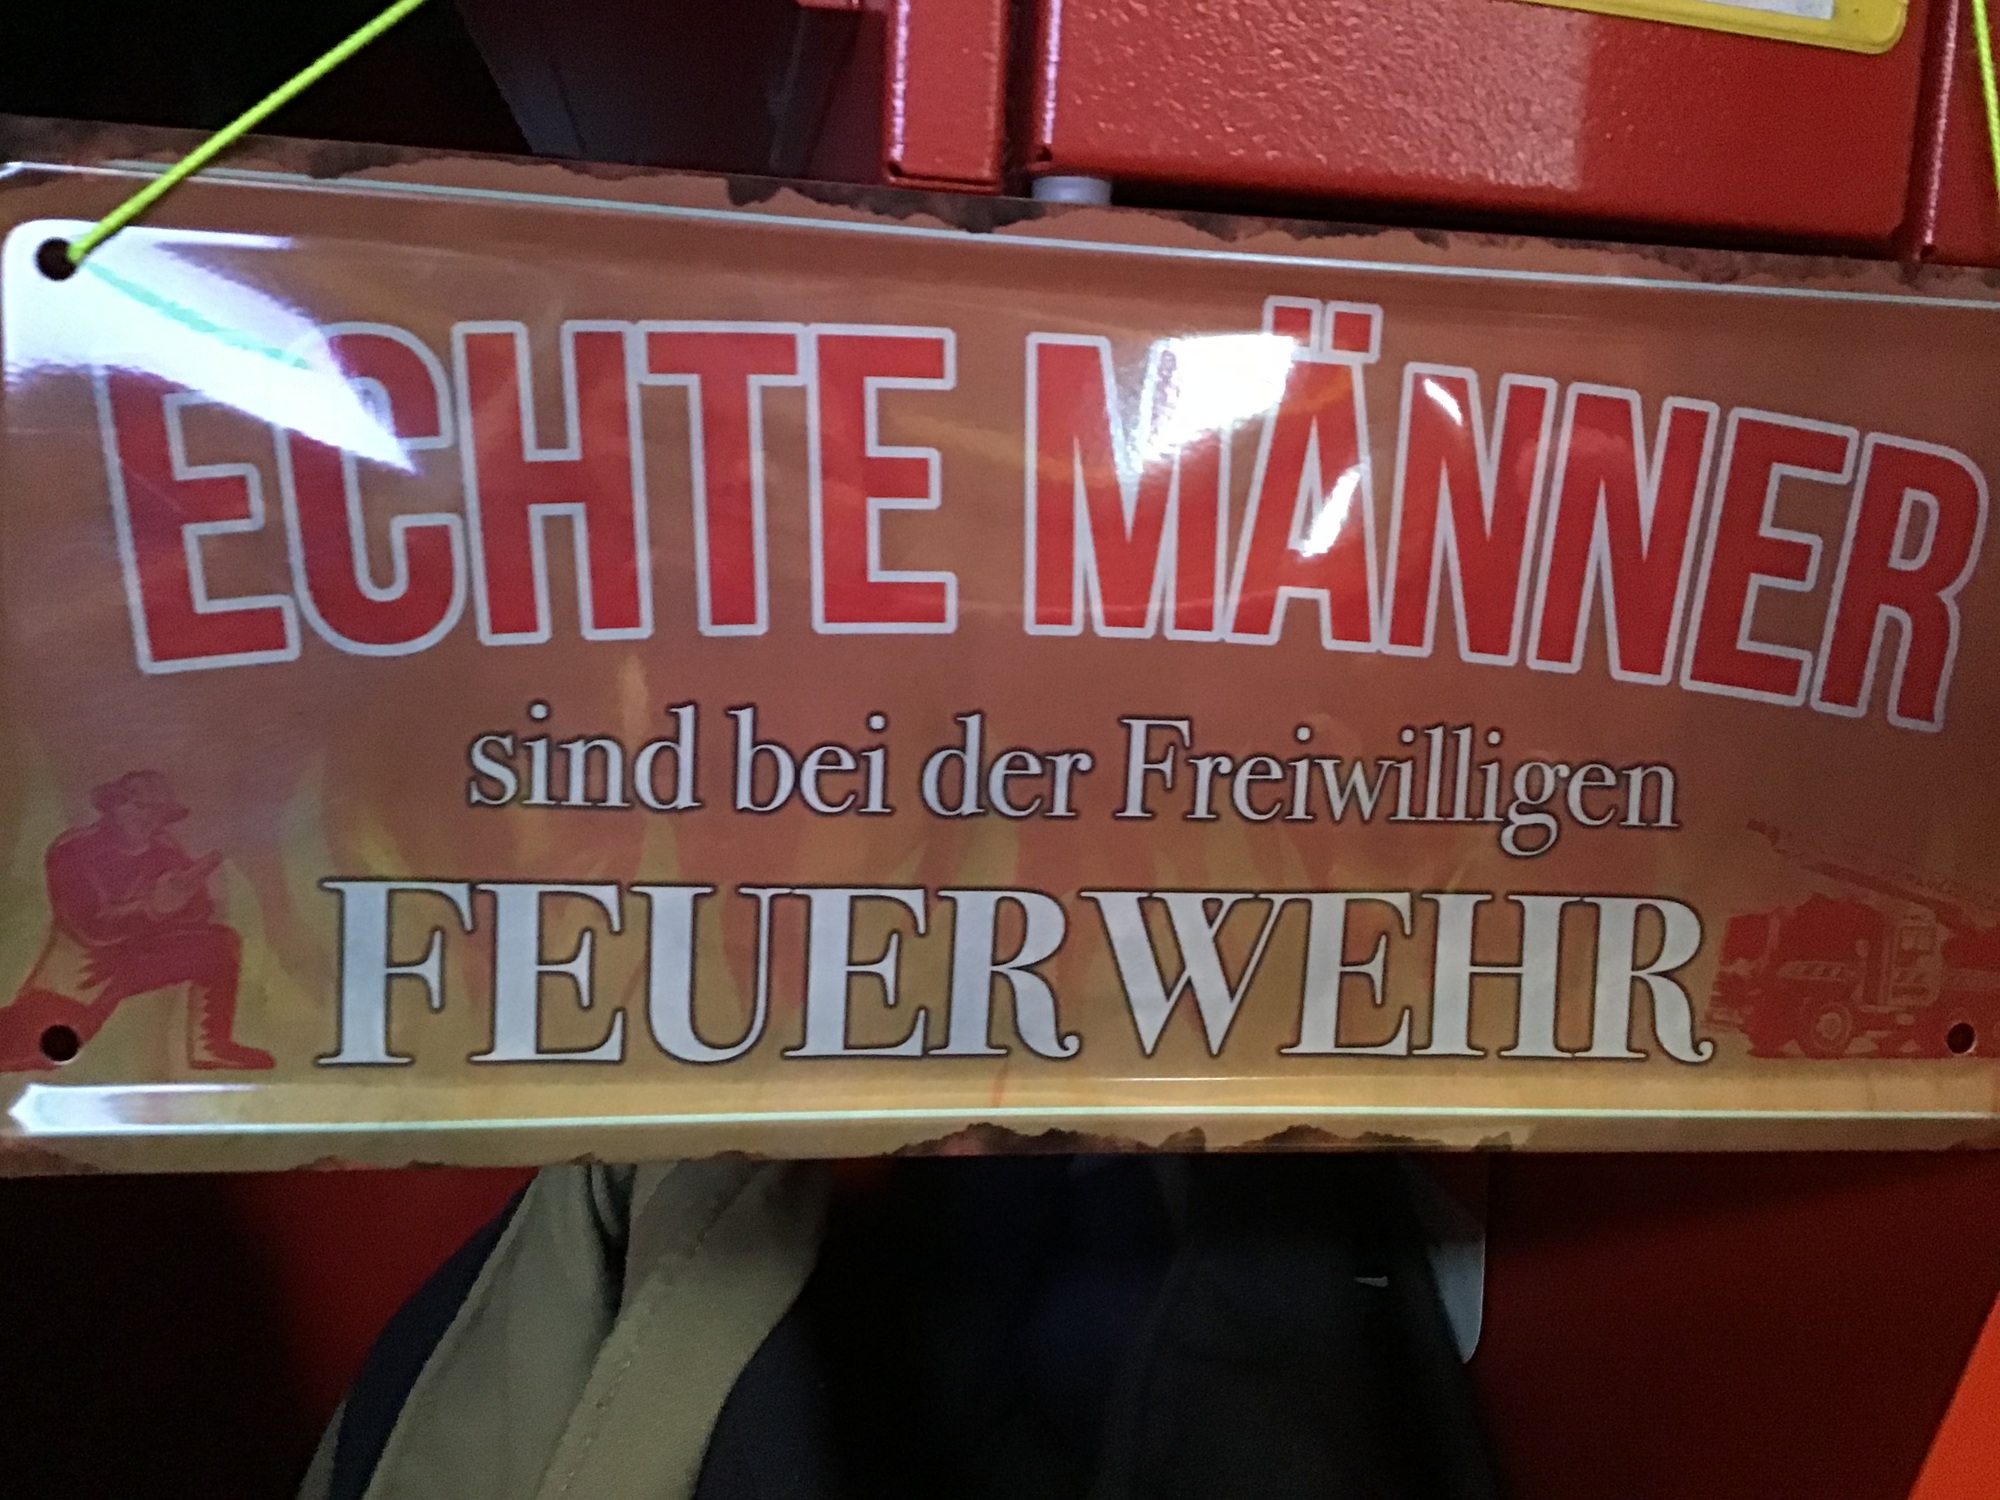 ECHTE MÄNNER
sind bei der Freiwilligen
FEUERWEHR